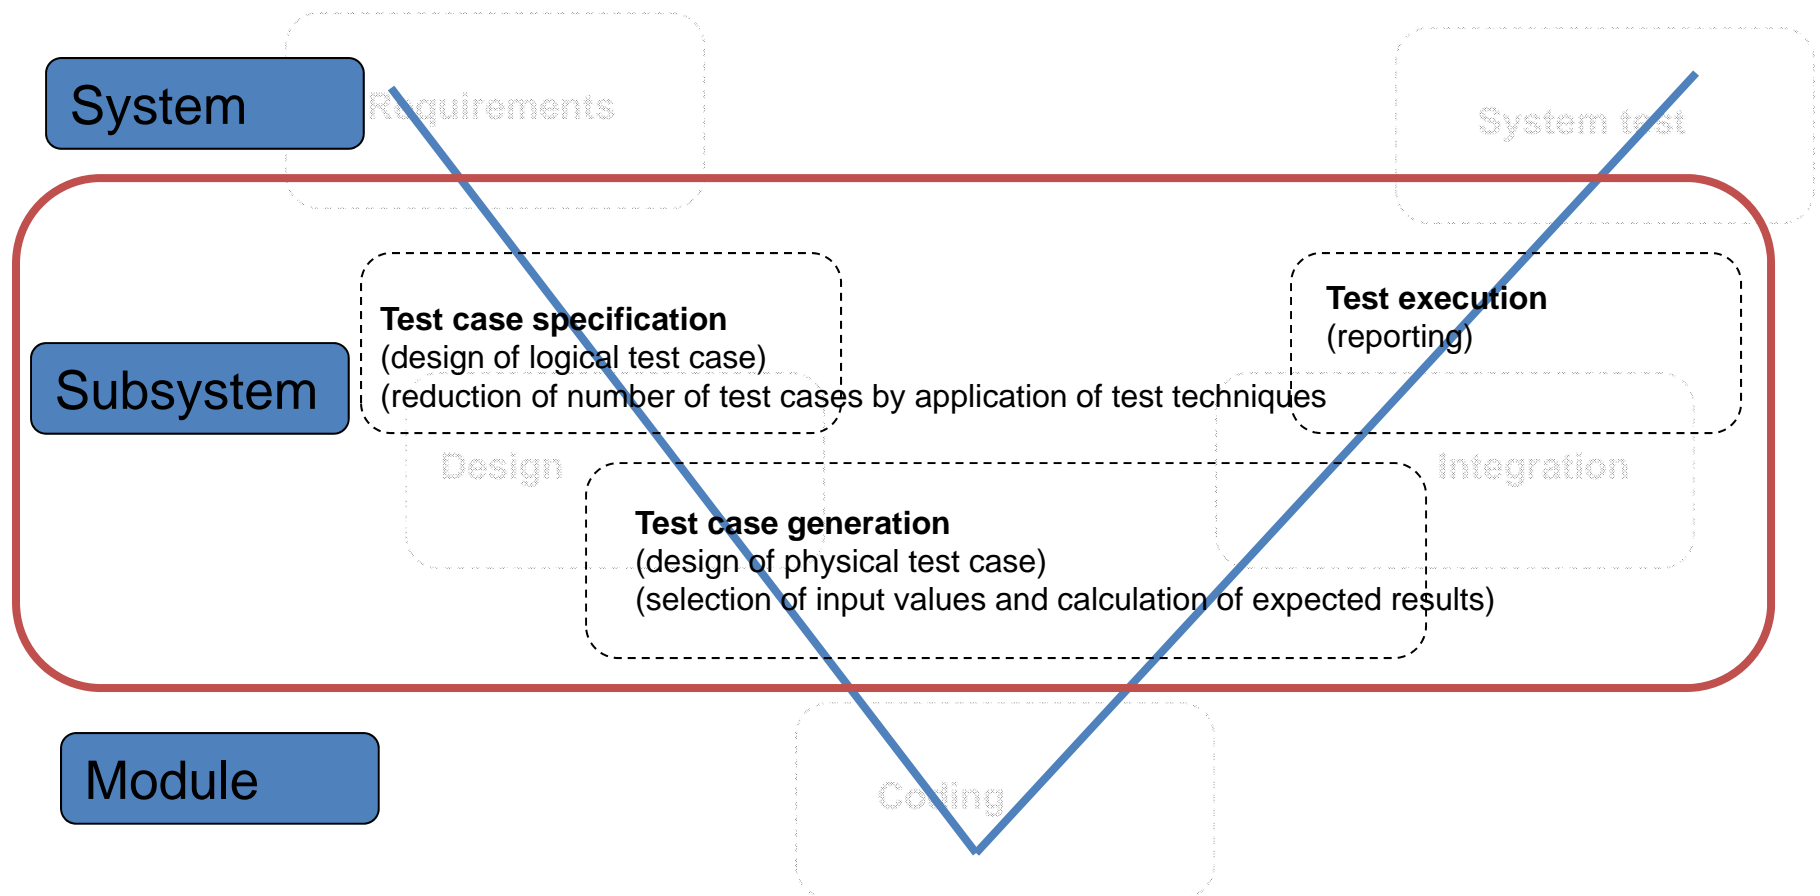 System
Requirements
System test
Test case specification
(design of logical test case)
(reduction of number of test cases by application of test techniques
Test execution
(reporting)
Subsystem
Design
Integration
Test case generation
(design of physical test case)
(selection of input values and calculation of expected results)
Module
Coding